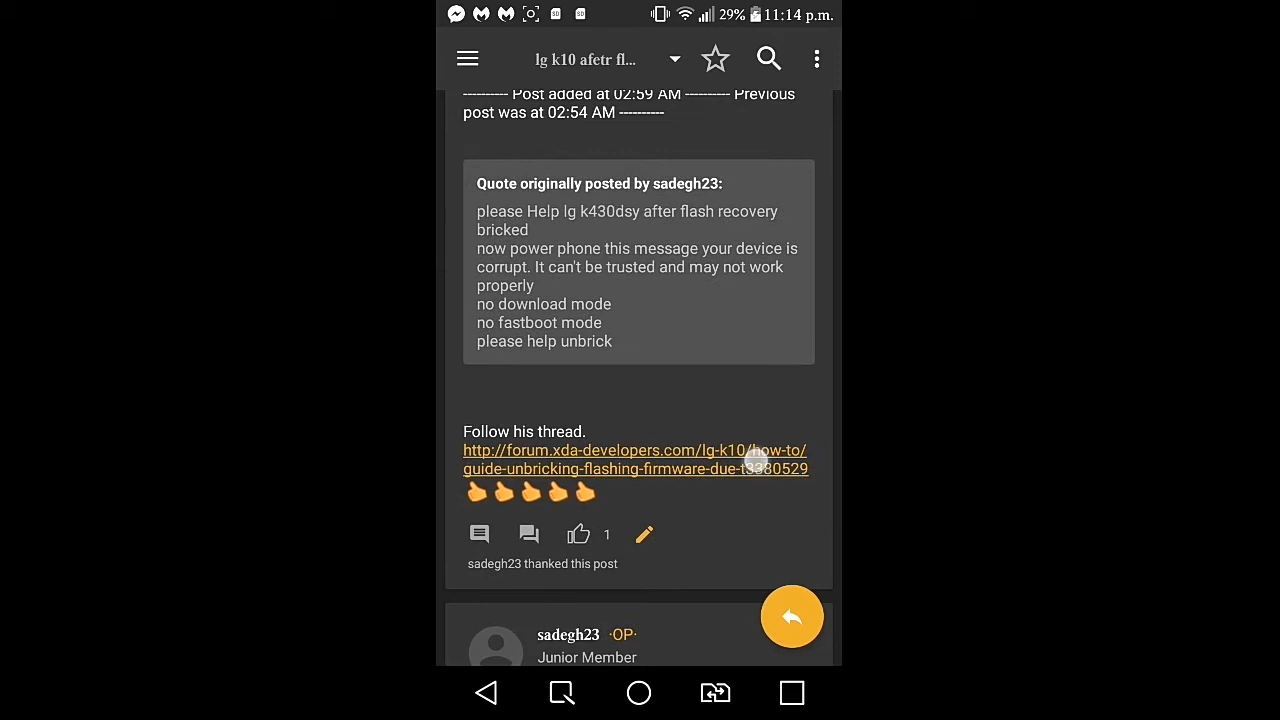 29% 11:14 p.m.
lg k10 afetr fl...
---------- Post added at 02:59 AM ---------- Previous
post was at 02:54 AM ----------
Quote originally posted by sadegh23:
please Help lg k430dsy after flash recovery
bricked
now power phone this message your device is
corrupt. It can't be trusted and may not work
properly
no download mode
no fastboot mode
please help unbrick
Follow his thread.
http://forum.xda-developers.com/lg-k10/how-to/
guide-unbricking-flashing-firmware-due-t3380529
1
sadegh23 thanked this post
sadegh23 ·OP·
Junior Member